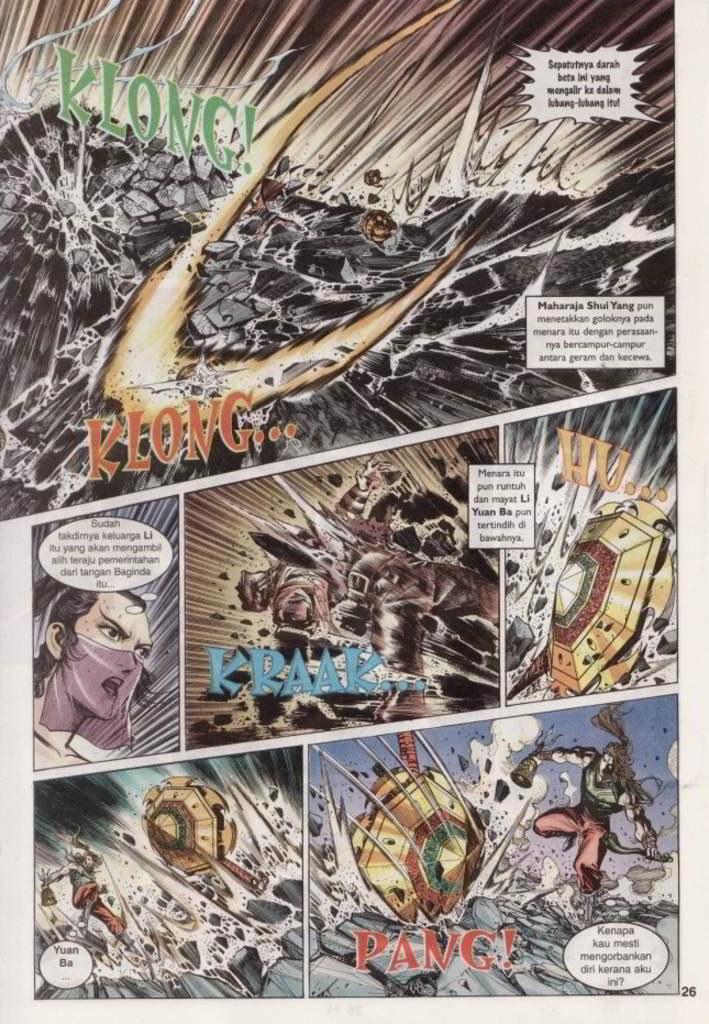 KLONG!
Sepatutnya darah
beta ini yang
mengalir ke dalam
lubang-lubang itu!
Maharaja Shui Yang pun
menetakkan goloknya pada
menara itu dengan perasaan-
nya bercampur-campur
antara geram dan kecewa.
KLONG...
Sudah
takdirnya keluarga Li
itu yang akan mengambil
alih teraju pemerintahan
dari tangan Baginda
itu...
Menara itu
pun runtuh
dan mayat Li
Yuan Ba pun
tertindih di
bawahnya.
KRAAK...
HU...
Yuan
Ba
...
PANG!
Kenapa
kau mesti
mengorbankan
diri kerana aku
ini?
26